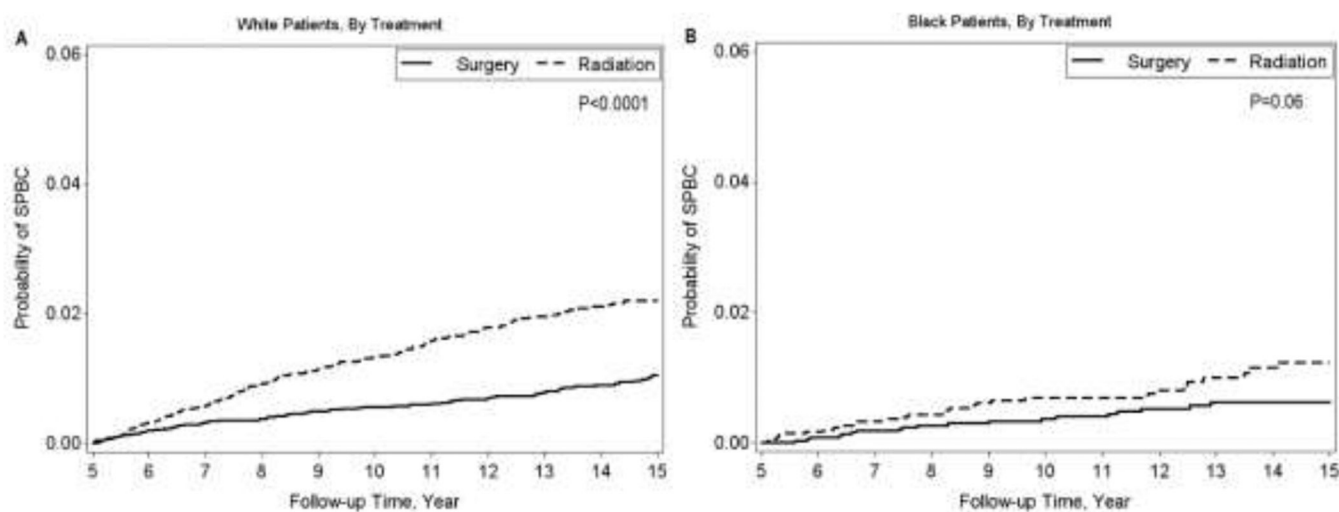 White Patients, By Treatment
A
Surgery
Radiation
P<0.0001
0.06
0.04
0.02
0.00
Probability of SPBC
5 6 7 8 9 10 11 12 13 14 15
Follow-up Time, Year
Black Patients, By Treatment
B
Surgery
Radiation
P=0.06
0.06
0.04
0.02
0.00
Probability of SPBC
5 6 7 8 9 10 11 12 13 14 15
Follow-up Time, Year